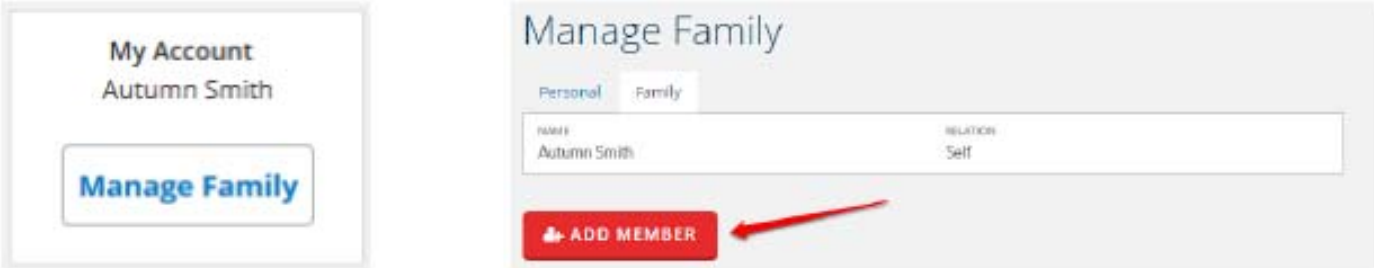 My Account
Autumn Smith
Manage Family
Manage Family
Personal Family
NAME RELATION
Autumn Smith Self
ADD MEMBER